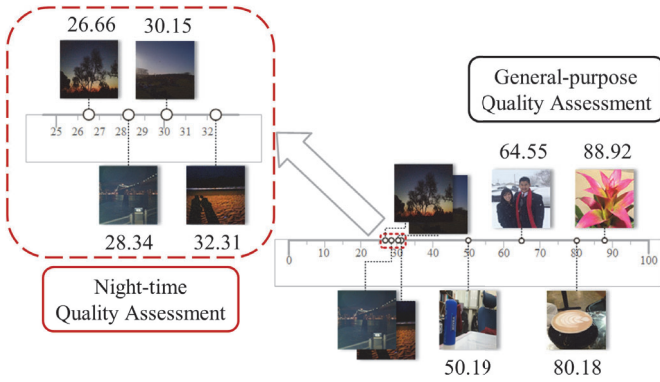 26.66 30.15
25 26 27 28 29 30 31 32
28.34 32.31
Night-time
Quality Assessment
General-purpose
Quality Assessment
64.55 88.92
0 10 20 30 40 50 60 70 80 90 100
50.19 80.18